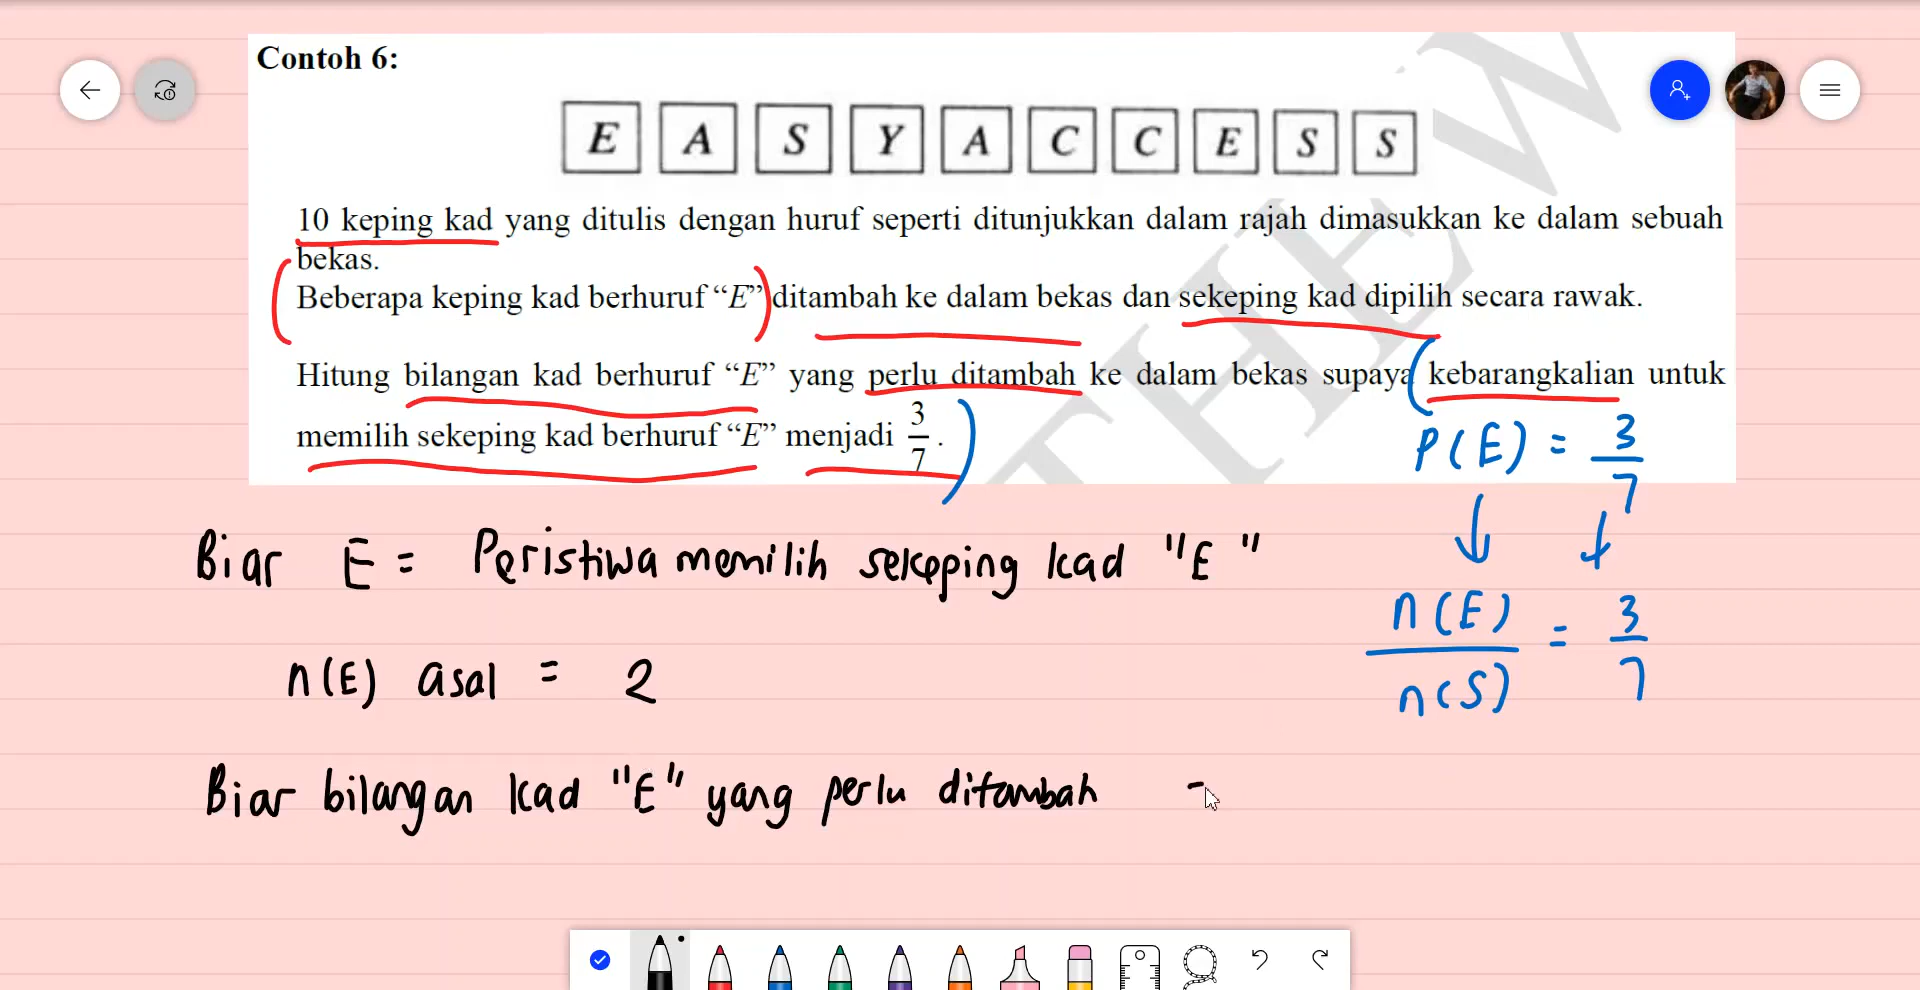 Contoh 6:
E A S Y A C C E S S
10 keping kad yang ditulis dengan huruf seperti ditunjukkan dalam rajah dimasukkan ke dalam sebuah
bekas.
Beberapa keping kad berhuruf “E” ditambah ke dalam bekas dan sekeping kad dipilih secara rawak.
Hitung bilangan kad berhuruf “E” yang perlu ditambah ke dalam bekas supaya kebarangkalian untuk
memilih sekeping kad berhuruf “E” menjadi 3/7.
P(E) = 3/7
Biar E = Peristiwa memilih sekeping kad "E"
n(E)/n(S) = 3/7
n(E) asal = 2
Biar bilangan kad "E" yang perlu ditambah =
THEW